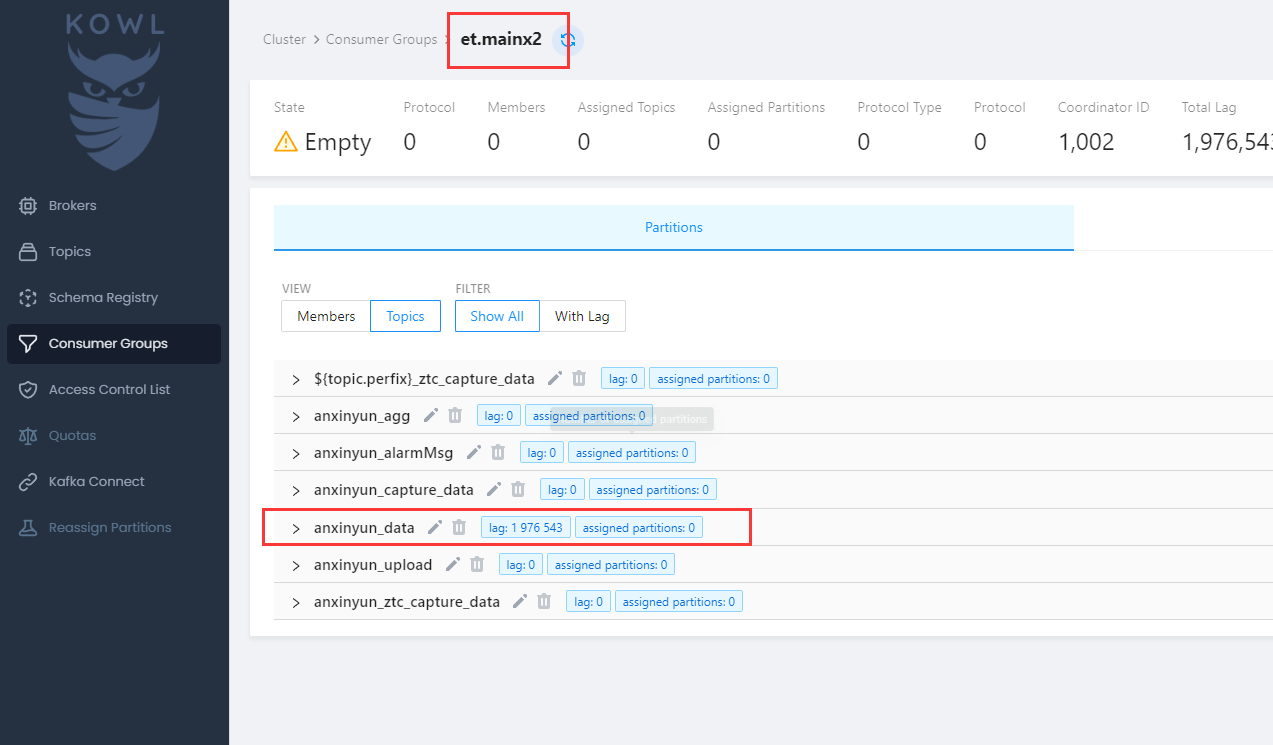 KOWL
Cluster > Consumer Groups > et.mainx2
Brokers
Topics
Schema Registry
Consumer Groups
Access Control List
Quotas
Kafka Connect
Reassign Partitions
State Protocol Members Assigned Topics Assigned Partitions Protocol Type Protocol Coordinator ID Total Lag
Empty 0 0 0 0 0 0 1,002 1,976,543
Partitions
VIEW FILTER
Members Topics Show All With Lag
> ${topic.perfix}_ztc_capture_data lag: 0 assigned partitions: 0
> anxinyun_agg lag: 0 assigned partitions: 0
partitions
> anxinyun_alarmMsg lag: 0 assigned partitions: 0
> anxinyun_capture_data lag: 0 assigned partitions: 0
> anxinyun_data lag: 1 976 543 assigned partitions: 0
> anxinyun_upload lag: 0 assigned partitions: 0
> anxinyun_ztc_capture_data lag: 0 assigned partitions: 0